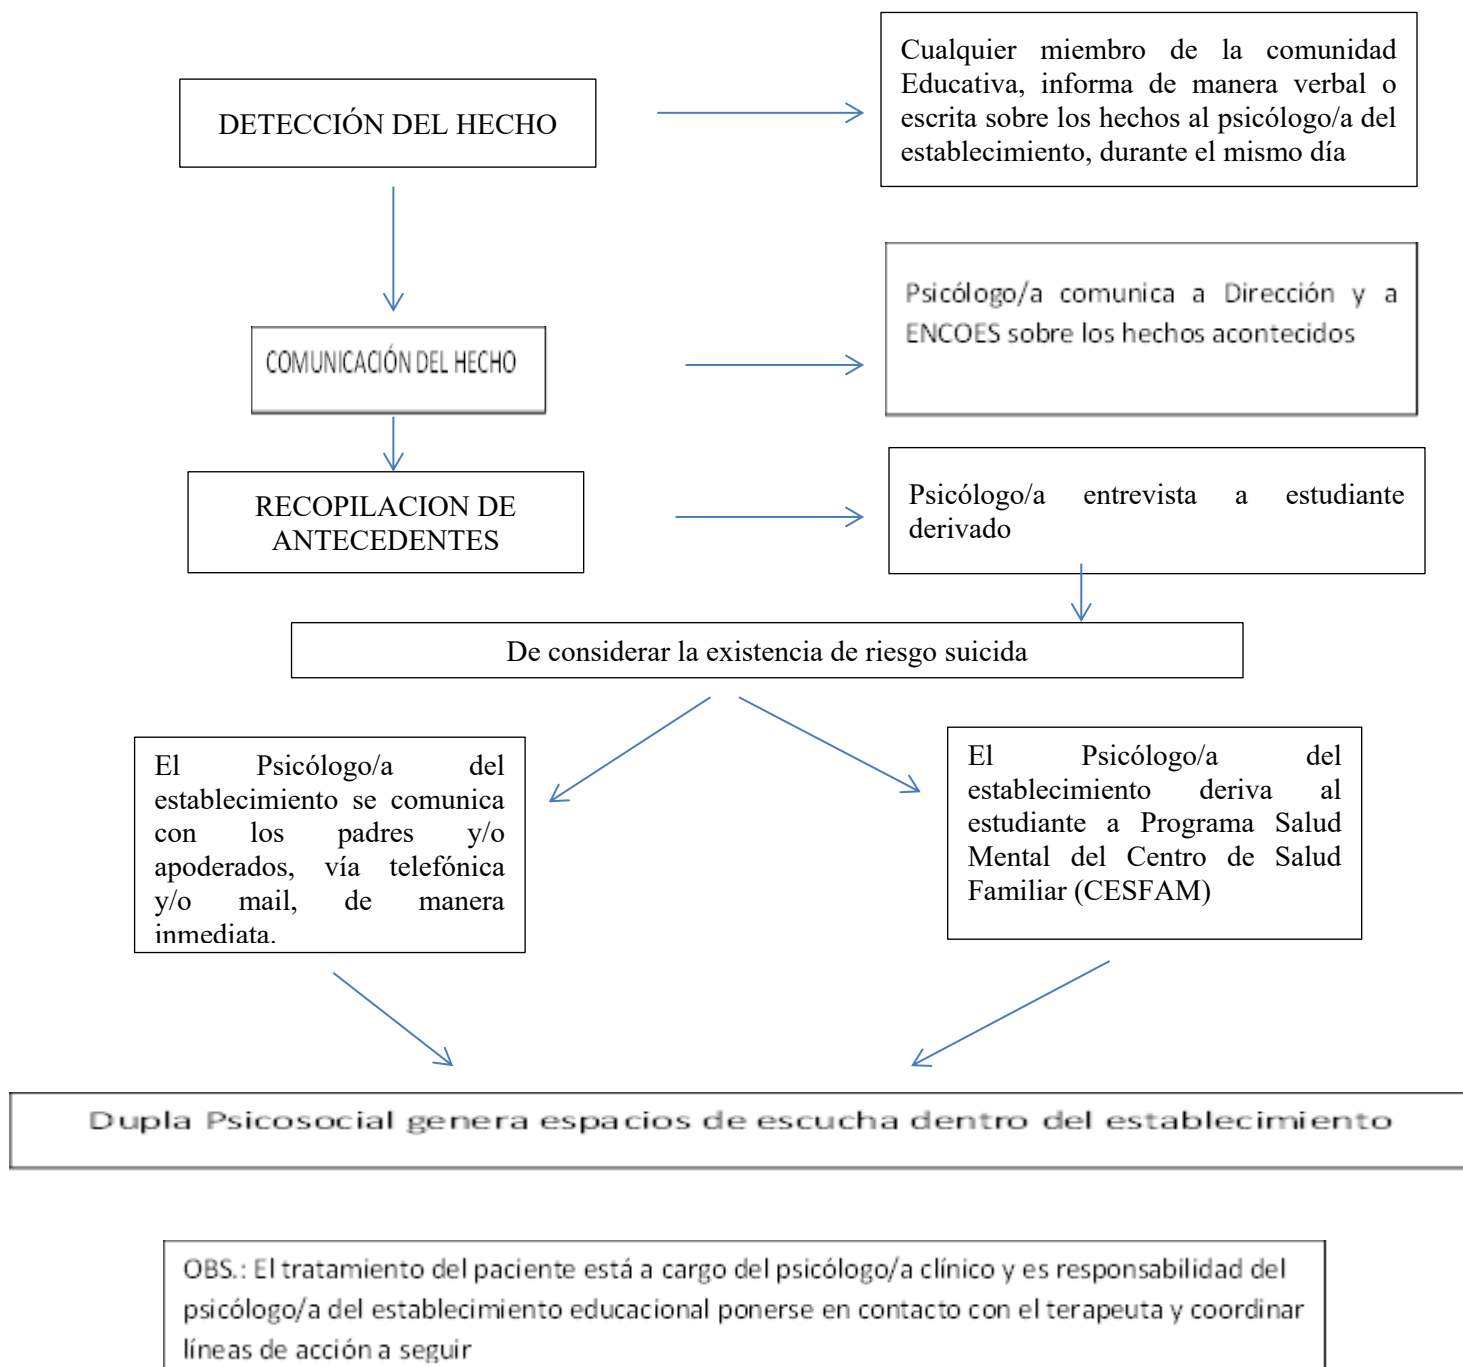 DETECCIÓN DEL HECHO
Cualquier miembro de la comunidad
Educativa, informa de manera verbal o
escrita sobre los hechos al psicólogo/a del
establecimiento, durante el mismo día
COMUNICACIÓN DEL HECHO
Psicólogo/a comunica a Dirección y a
ENCOES sobre los hechos acontecidos
RECOPILACION DE
ANTECEDENTES
Psicólogo/a entrevista a estudiante
derivado
De considerar la existencia de riesgo suicida
El Psicólogo/a del
establecimiento se comunica
con los padres y/o
apoderados, vía telefónica
y/o mail, de manera
inmediata.
El Psicólogo/a del
establecimiento deriva al
estudiante a Programa Salud
Mental del Centro de Salud
Familiar (CESFAM)
Dupla Psicosocial genera espacios de escucha dentro del establecimiento
OBS.: El tratamiento del paciente está a cargo del psicólogo/a clínico y es responsabilidad del
psicólogo/a del establecimiento educacional ponerse en contacto con el terapeuta y coordinar
líneas de acción a seguir